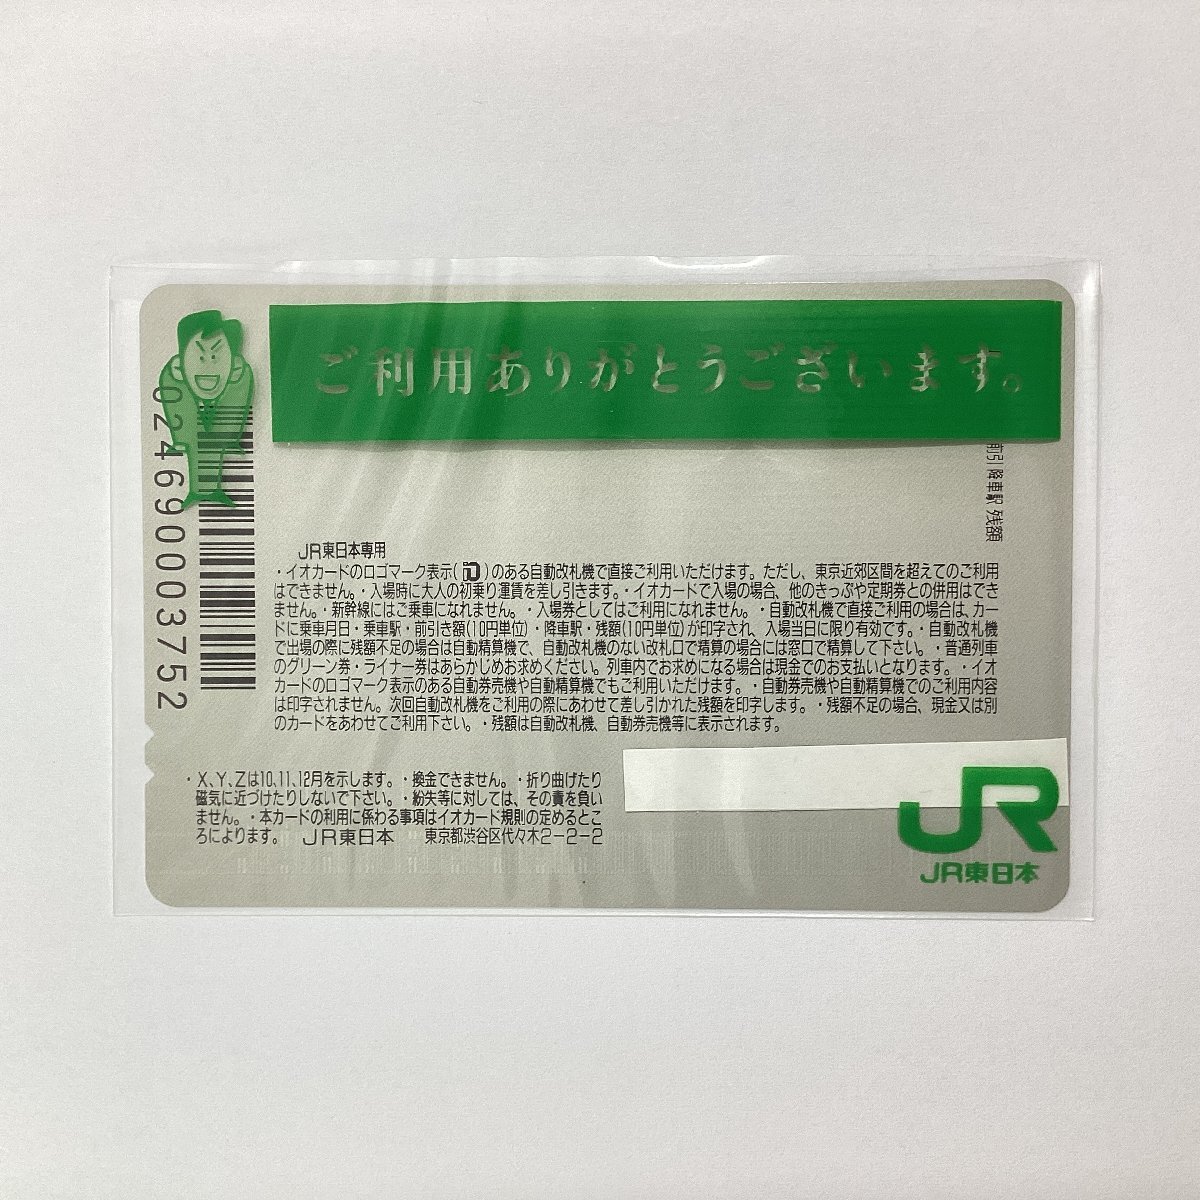 ご利用ありがとうございます。
0246900003752
前引 降車駅 残額
JR東日本専用
・イオカードのロゴマーク表示( )のある自動改札機で直接ご利用いただけます。ただし、東京近郊区間を超えてのご利用
はできません。・入場時に大人の初乗り運賃を差し引きます。・イオカードで入場の場合、他のきっぷや定期券との併用はでき
ません。・新幹線にはご乗車になれません。・入場券としてはご利用になれません。・自動改札機で直接ご利用の場合は、カー
ドに乗車月日・乗車駅・前引き額(10円単位)・降車駅・残額(10円単位)が印字され、入場当日に限り有効です。・自動改札機
で出場の際に残額不足の場合は自動精算機で、自動改札機のない改札口で精算の場合には窓口で精算して下さい。・普通列車
のグリーン券・ライナー券はあらかじめお求めください。列車内でお求めになる場合は現金でのお支払いとなります。・イオ
カードのロゴマーク表示のある自動券売機や自動精算機でもご利用いただけます。・自動券売機や自動精算機でのご利用内容
は印字されません。次回自動改札機をご利用の際にあわせて差し引かれた残額を印字します。・残額不足の場合、現金又は別
のカードをあわせてご利用下さい。・残額は自動改札機、自動券売機等に表示されます。
・X、Y、Zは10、11、12月を示します。・換金できません。・折り曲げたり
磁気に近づけたりしないで下さい。・紛失等に対しては、その責を負い
ません。・本カードの利用に係わる事項はイオカード規則の定めるとこ
ろによります。 JR東日本 東京都渋谷区代々木2-2-2
JR
JR東日本